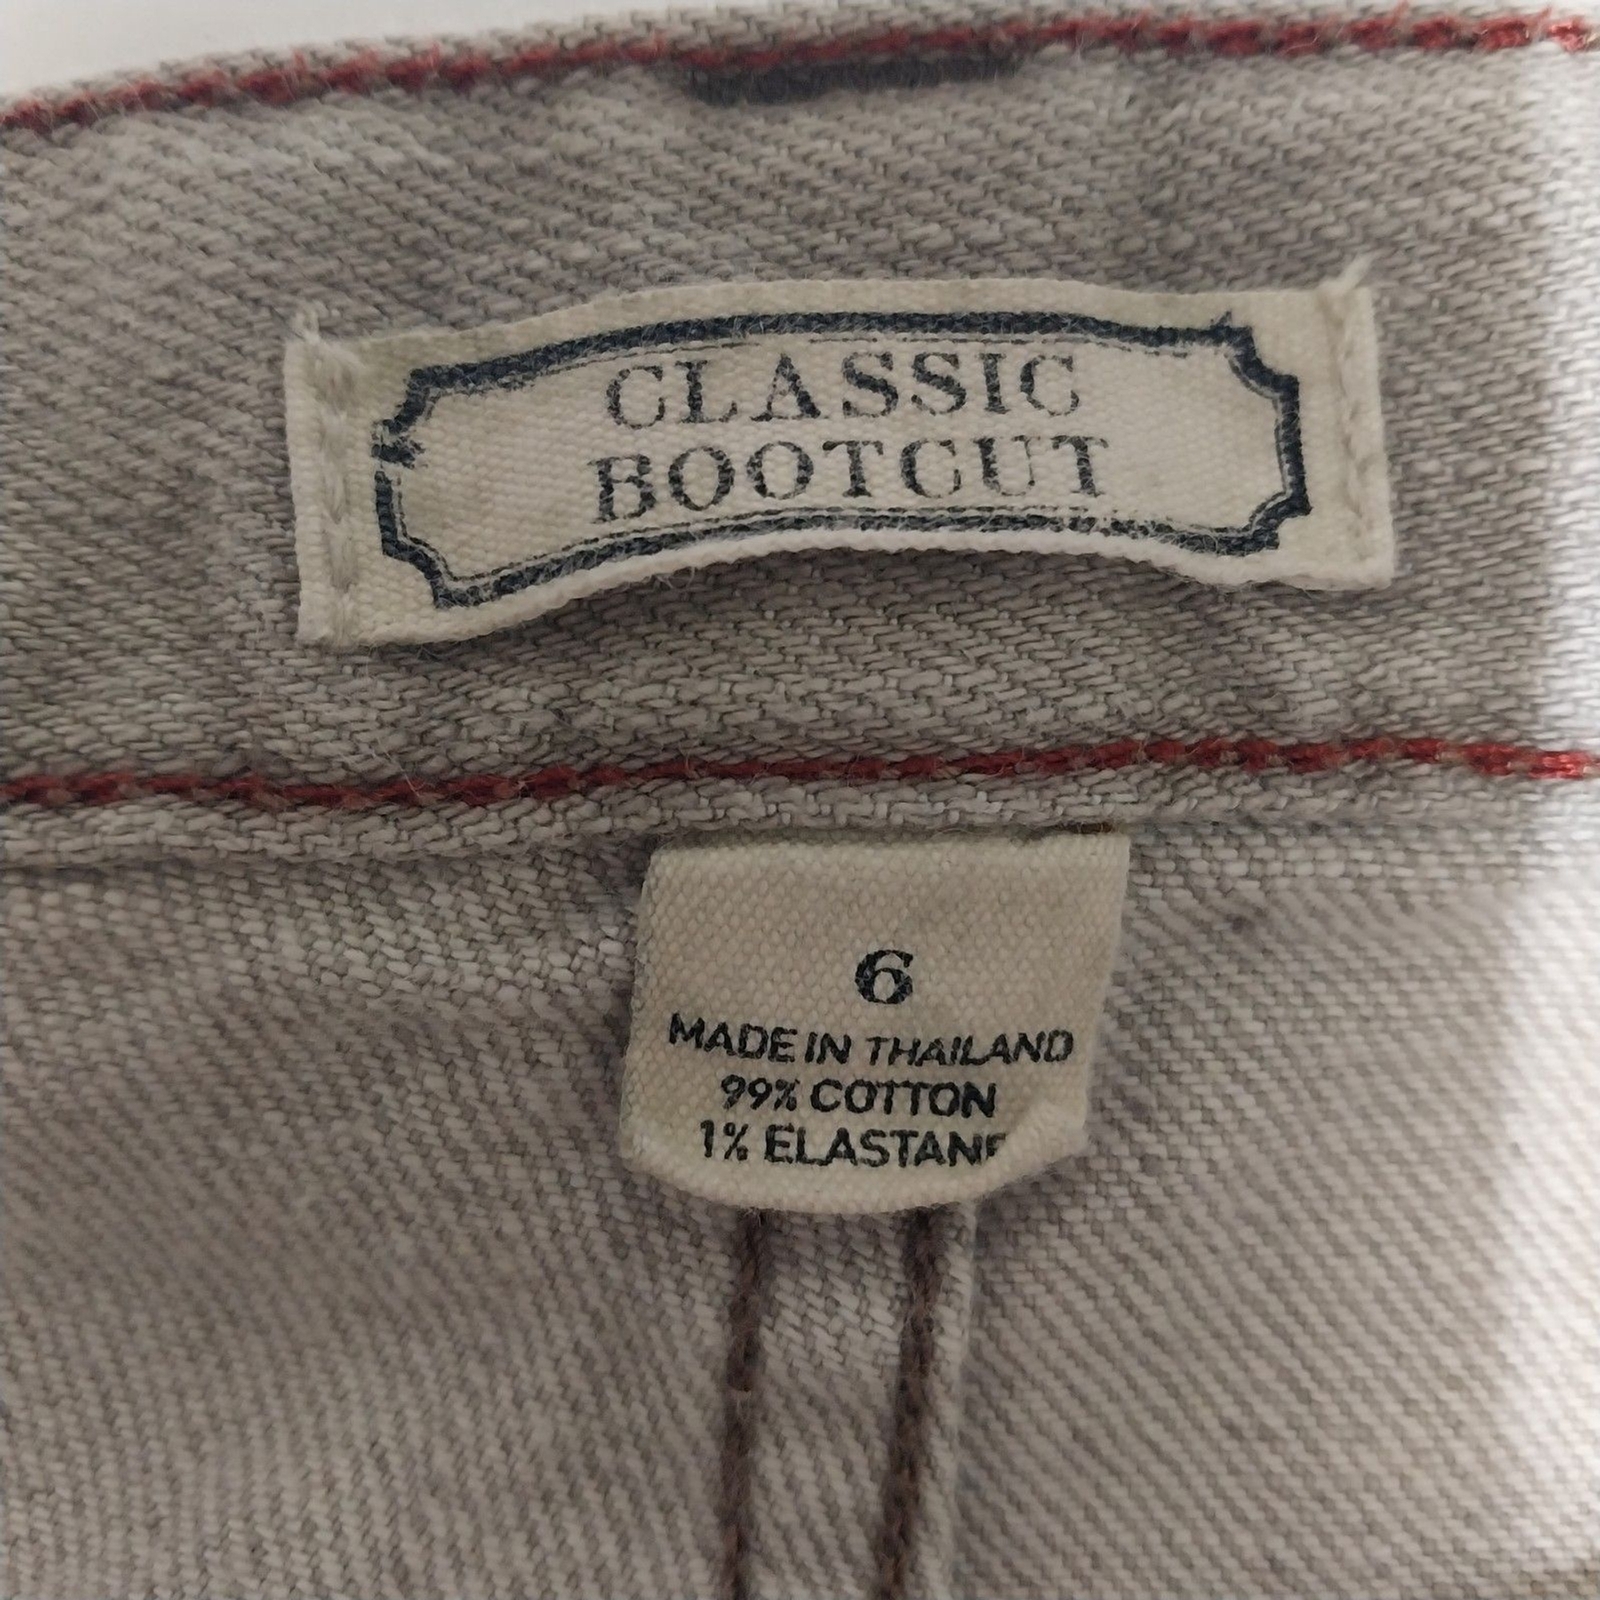 CLASSIC
BOOTCUT
6
MADE IN THAILAND
99% COTTON
1% ELASTANE